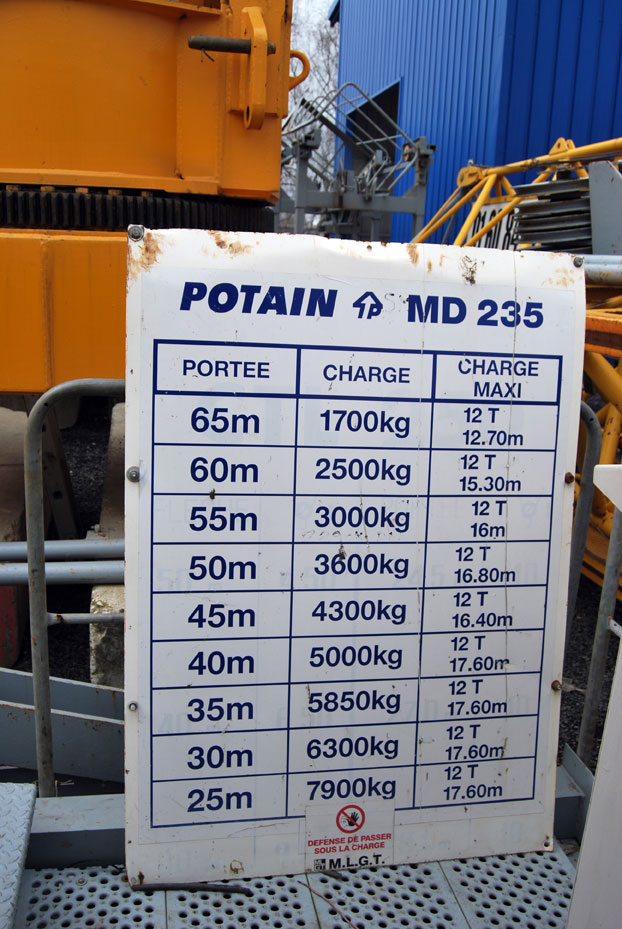 POTAIN MD 235
PORTEE CHARGE CHARGE MAXI
65m 1700kg 12 T 12.70m
60m 2500kg 12 T 15.30m
55m 3000kg 12 T 16m
50m 3600kg 12 T 16.80m
45m 4300kg 12 T 16.40m
40m 5000kg 12 T 17.60m
35m 5850kg 12 T 17.60m
30m 6300kg 12 T 17.60m
25m 7900kg 12 T 17.60m
DEFENSE DE PASSER
SOUS LA CHARGE
M.L.G.T.